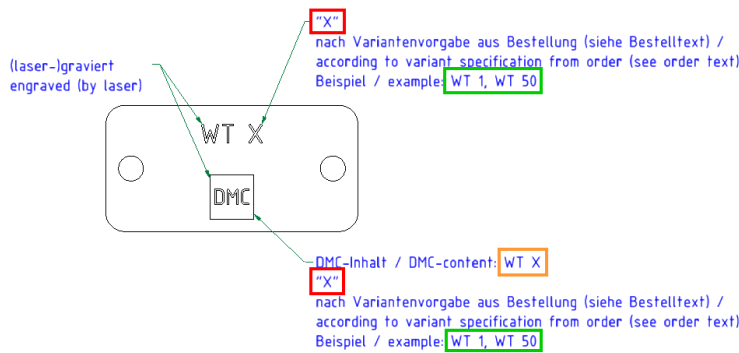 "X"
nach Variantenvorgabe aus Bestellung (siehe Bestelltext) /
according to variant specification from order (see order text)
Beispiel / example: WT 1, WT 50
(laser-)graviert
engraved (by laser)
WT X
DMC
DMC-Inhalt / DMC-content: WT X
"X"
nach Variantenvorgabe aus Bestellung (siehe Bestelltext) /
according to variant specification from order (see order text)
Beispiel / example: WT 1, WT 50